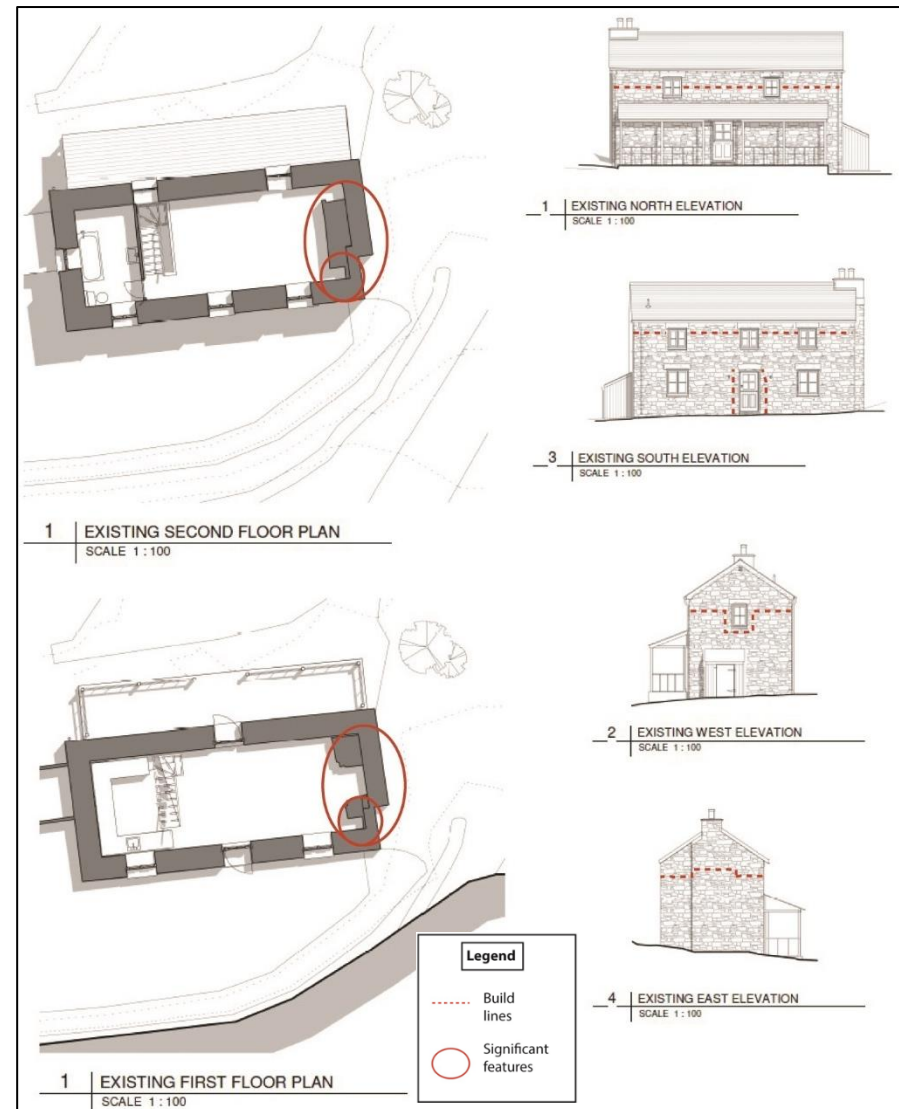 1 EXISTING NORTH ELEVATION
SCALE 1 : 100
3 EXISTING SOUTH ELEVATION
SCALE 1 : 100
1 EXISTING SECOND FLOOR PLAN
SCALE 1 : 100
2 EXISTING WEST ELEVATION
SCALE 1 : 100
4 EXISTING EAST ELEVATION
SCALE 1 : 100
Legend
Build
lines
Significant
features
1 EXISTING FIRST FLOOR PLAN
SCALE 1 : 100